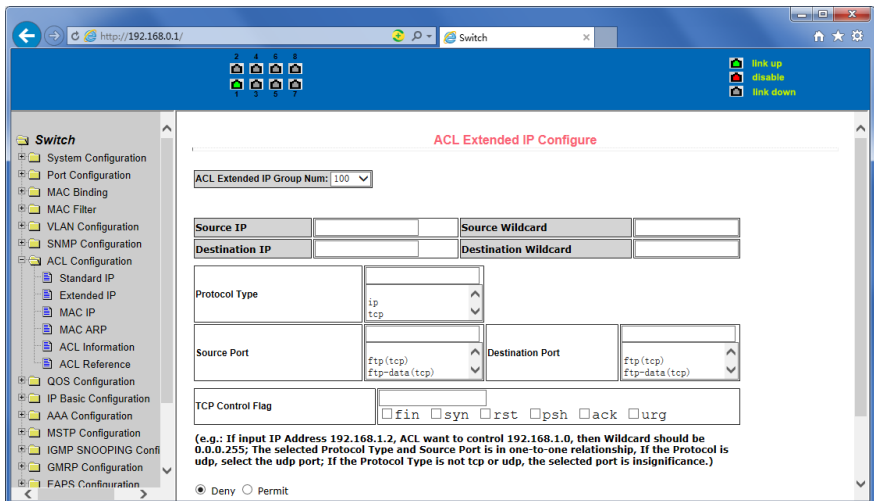 http://192.168.0.1/
Switch
2 4 6 8
1 3 5 7
link up
disable
link down
Switch
System Configuration
Port Configuration
MAC Binding
MAC Filter
VLAN Configuration
SNMP Configuration
ACL Configuration
Standard IP
Extended IP
MAC IP
MAC ARP
ACL Information
ACL Reference
QOS Configuration
IP Basic Configuration
AAA Configuration
MSTP Configuration
IGMP SNOOPING Confi
GMRP Configuration
EAPS Configuration
ACL Extended IP Configure
ACL Extended IP Group Num: 100
Source IP Source Wildcard
Destination IP Destination Wildcard
Protocol Type
ip
tcp
Source Port
ftp(tcp)
ftp-data(tcp)
Destination Port
ftp(tcp)
ftp-data(tcp)
TCP Control Flag
fin syn rst psh ack urg
(e.g.: If input IP Address 192.168.1.2, ACL want to control 192.168.1.0, then Wildcard should be
0.0.0.255; The selected Protocol Type and Source Port is in one-to-one relationship, If the Protocol is
udp, select the udp port; If the Protocol Type is not tcp or udp, the selected port is insignificance.)
Deny Permit